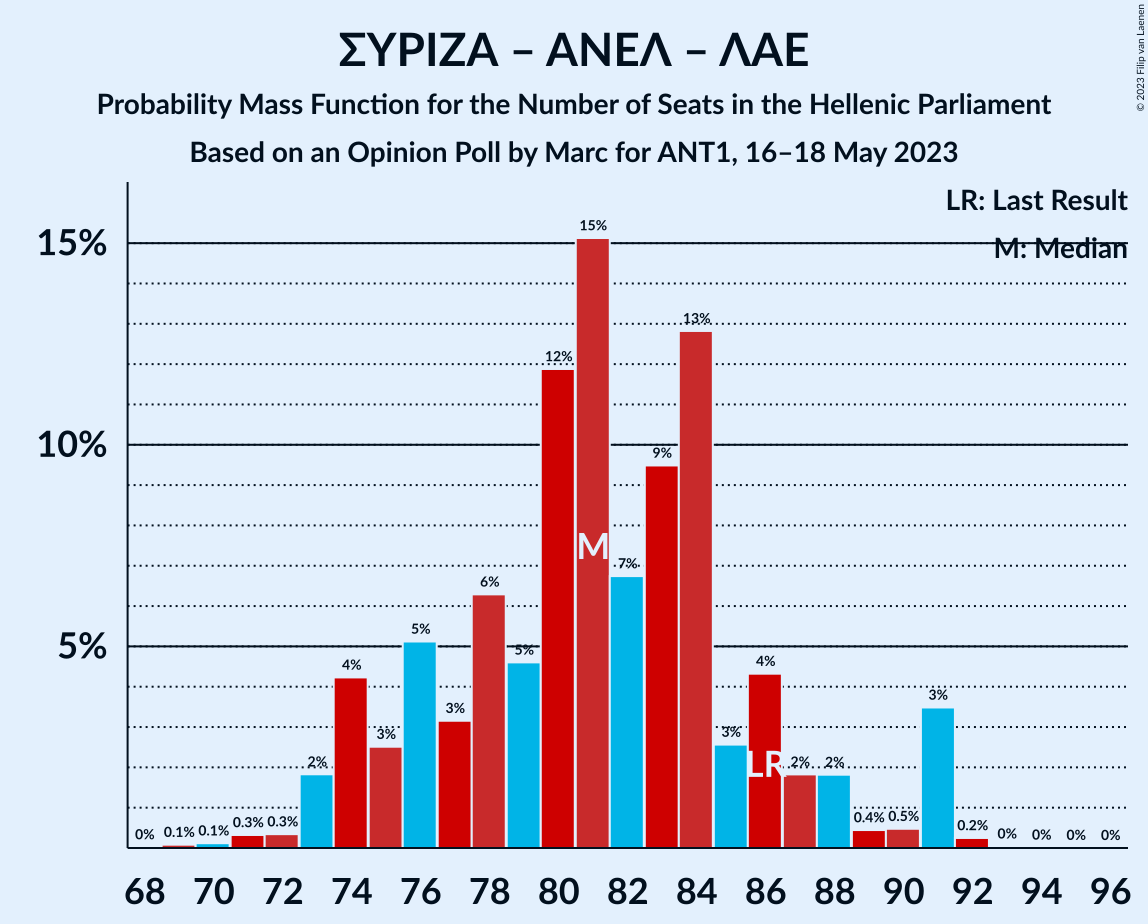 ΣΥΡΙΖΑ – ΑΝΕΛ – ΛΑΕ
Probability Mass Function for the Number of Seats in the Hellenic Parliament
Based on an Opinion Poll by Marc for ANT1, 16–18 May 2023
© 2023 Filip van Laenen
LR: Last Result
M: Median
15%
10%
5%
0% 0.1% 0.1% 0.3% 0.3% 2% 4% 3% 5% 3% 6% 5% 12% 15% 7% 9% 13% 3% 4% 2% 2% 0.4% 0.5% 3% 0.2% 0% 0% 0% 0%
M
LR
68 70 72 74 76 78 80 82 84 86 88 90 92 94 96